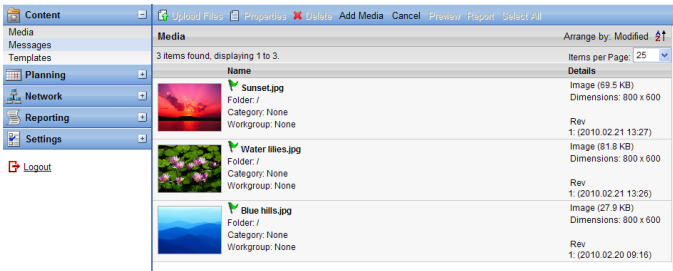 Content
Media
Messages
Templates
Planning
Network
Reporting
Settings
Logout
Upload Files Properties Delete Add Media Cancel Preview Report Select All
Media Arrange by: Modified
3 items found, displaying 1 to 3. Items per Page: 25
Name Details
Sunset.jpg Image (69.5 KB)
Folder: / Dimensions: 800 x 600
Category: None
Workgroup: None Rev
1: (2010.02.21 13:27)
Water lilies.jpg Image (81.8 KB)
Folder: / Dimensions: 800 x 600
Category: None
Workgroup: None Rev
1: (2010.02.21 13:26)
Blue hills.jpg Image (27.9 KB)
Folder: / Dimensions: 800 x 600
Category: None
Workgroup: None Rev
1: (2010.02.20 09:16)